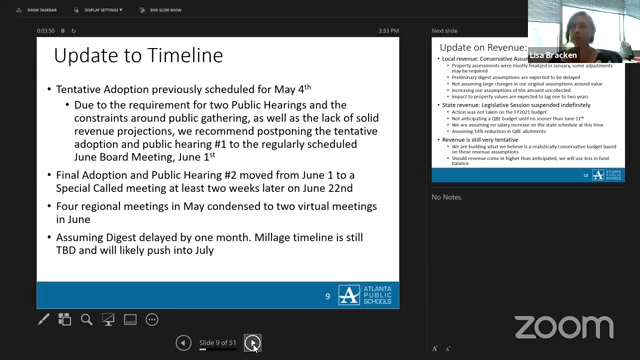 SHOW TASKBAR
DISPLAY SETTINGS
END SLIDE SHOW
0:03:50
3:33 PM
Update to Timeline
• Tentative Adoption previously scheduled for May 4th
• Due to the requirement for two Public Hearings and the
constraints around public gathering, as well as the lack of solid
revenue projections, we recommend postponing the tentative
adoption and public hearing #1 to the regularly scheduled
June Board Meeting, June 1st
• Final Adoption and Public Hearing #2 moved from June 1 to a
Special Called meeting at least two weeks later on June 22nd
• Four regional meetings in May condensed to two virtual meetings
in June
• Assuming Digest delayed by one month. Millage timeline is still
TBD and will likely push into July
9
ATLANTA
PUBLIC
SCHOOLS
Slide 9 of 51
Next slide
Update on Revenue:
• Local revenue: Conservative Assum
• Property assessments were mostly finalized in January, some adjustments
may be required
• Preliminary digest assumptions are expected to be delayed
• Not assuming large changes in our original assumptions around value
• Increasing our assumptions of the amount uncollected
• Impact to property values are expected to lag one to two years.
• State revenue: Legislative Session suspended indefinitely
• Action was not taken on the FY2021 budget
• Not anticipating a QBE budget until no sooner than June 11th
• We are assuming no salary increase on the state schedule at this time
• Assuming 14% reduction in QBE allotments
• Revenue is still very tentative
• We are building what we believe is a realistically conservative budget based
on these revenue assumptions
• Should revenue come in higher than anticipated, we will use less in fund
balance
10
ATLANTA
PUBLIC
SCHOOLS
No Notes.
Lisa Bracken
zoom